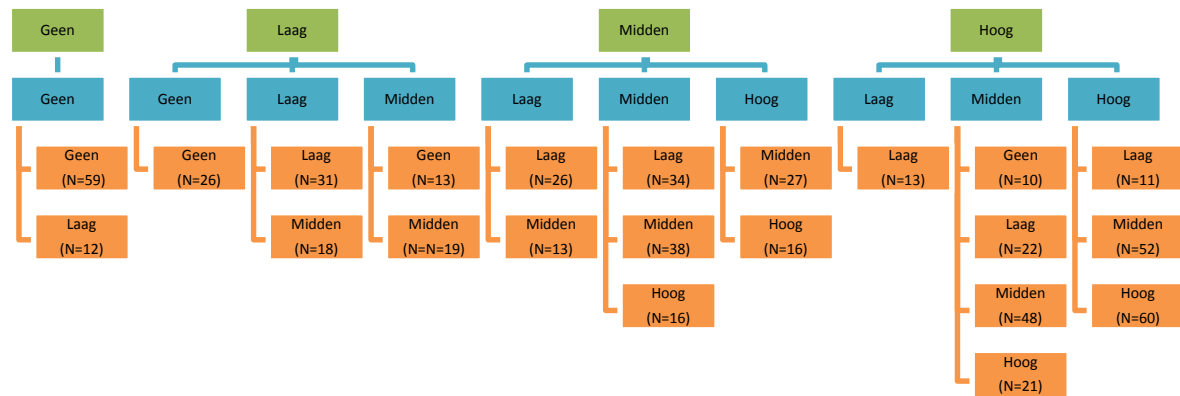 Geen
Laag
Midden
Hoog
Geen
Geen
Laag
Midden
Laag
Midden
Hoog
Laag
Midden
Hoog
Geen
(N=59)
Geen
(N=26)
Laag
(N=31)
Geen
(N=13)
Laag
(N=26)
Laag
(N=34)
Midden
(N=27)
Laag
(N=13)
Geen
(N=10)
Laag
(N=11)
Laag
(N=12)
Midden
(N=18)
Midden
(N=N=19)
Midden
(N=13)
Midden
(N=38)
Hoog
(N=16)
Laag
(N=22)
Midden
(N=52)
Hoog
(N=16)
Midden
(N=48)
Hoog
(N=60)
Hoog
(N=21)